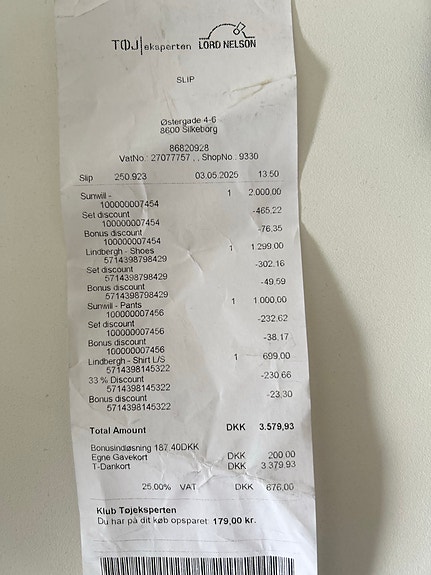 TØJ|eksperten LORD NELSON
SLIP
Østergade 4-6
8600 Silkeborg
86820928
VatNo.: 27077757 , , ShopNo.: 9330
Slip 250.923 03.05.2025 13:50
Sunwill - 1 2.000,00
100000007454
Set discount -465,22
100000007454
Bonus discount -76,35
100000007454
Lindbergh - Shoes 1 1.299,00
5714398798429
Set discount -302,16
5714398798429
Bonus discount -49,59
5714398798429
Sunwill - Pants 1 1.000,00
100000007456
Set discount -232,62
100000007456
Bonus discount -38,17
100000007456
Lindbergh - Shirt L/S 1 699,00
5714398145322
33 % Discount -230,66
5714398145322
Bonus discount -23,30
5714398145322
Total Amount DKK 3.579,93
Bonusindløsning 187,40DKK
Egne Gavekort DKK 200,00
T-Dankort DKK 3.379,93
25,00% VAT DKK 676,00
Klub Tøjeksperten
Du har på dit køb opsparet 179,00 kr.